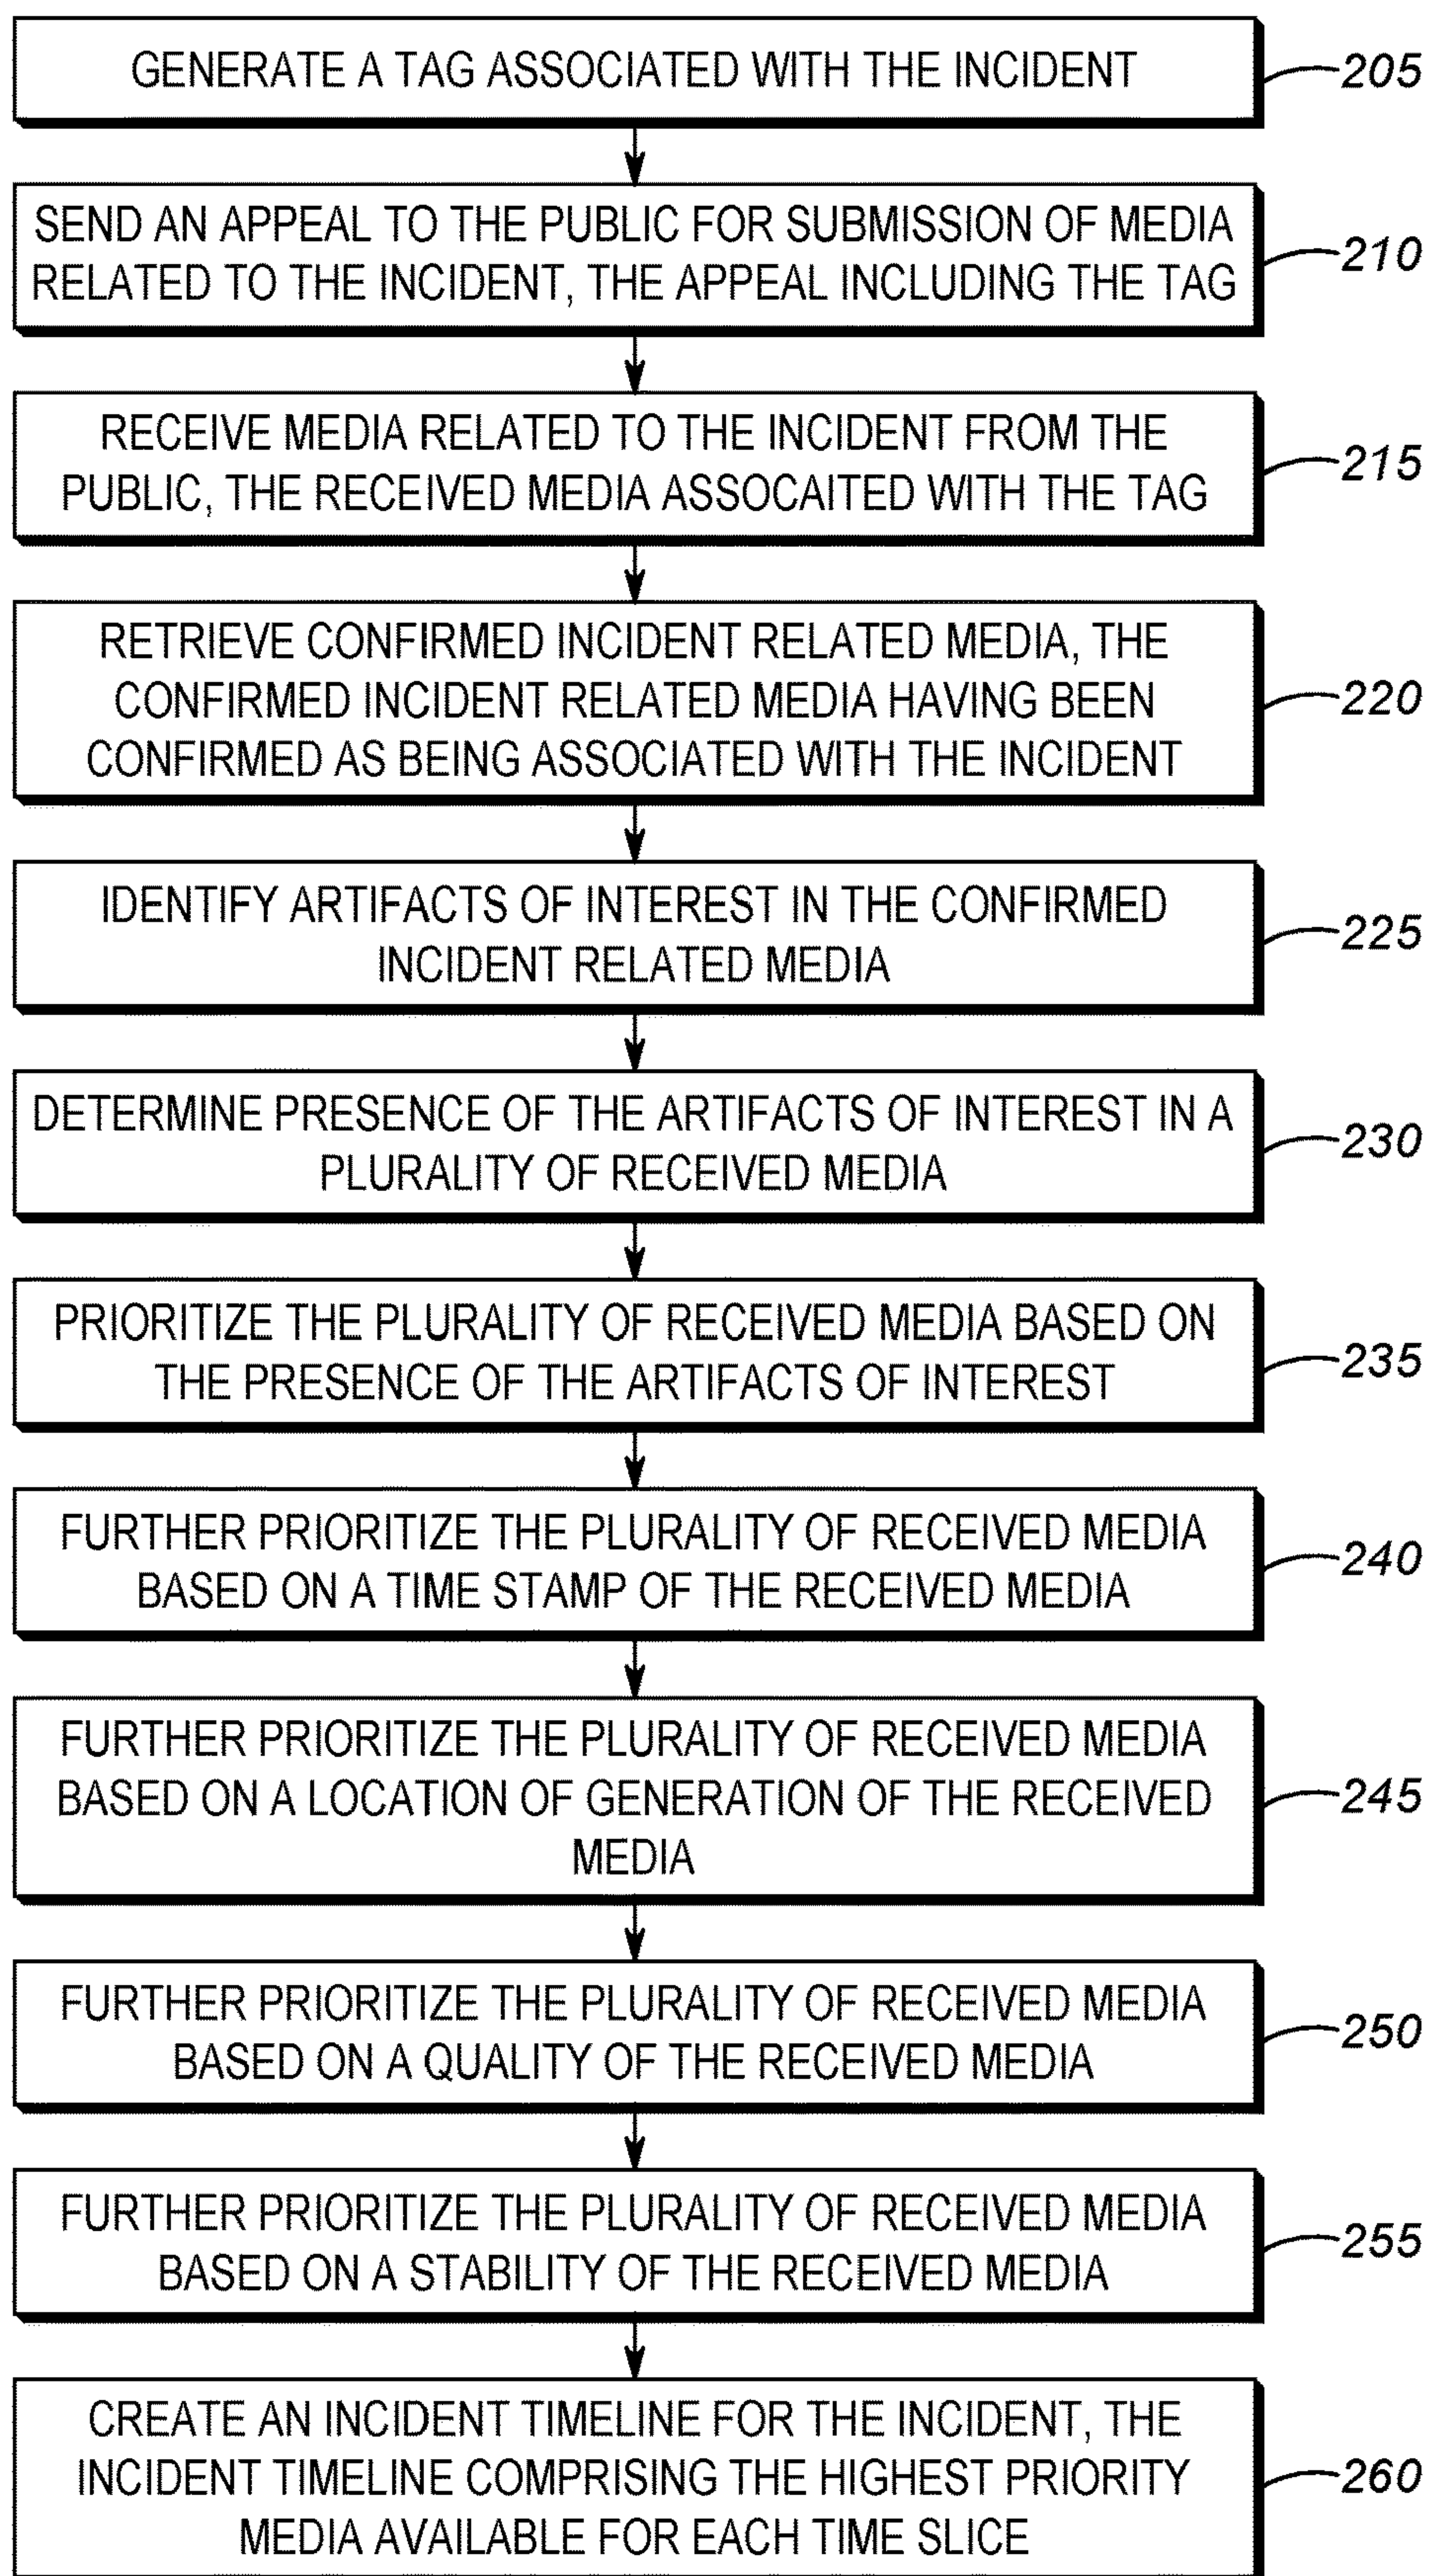 GENERATE A TAG ASSOCIATED WITH THE INCIDENT
205
SEND AN APPEAL TO THE PUBLIC FOR SUBMISSION OF MEDIA
RELATED TO THE INCIDENT, THE APPEAL INCLUDING THE TAG
210
RECEIVE MEDIA RELATED TO THE INCIDENT FROM THE
PUBLIC, THE RECEIVED MEDIA ASSOCAITED WITH THE TAG
215
RETRIEVE CONFIRMED INCIDENT RELATED MEDIA, THE
CONFIRMED INCIDENT RELATED MEDIA HAVING BEEN
CONFIRMED AS BEING ASSOCIATED WITH THE INCIDENT
220
IDENTIFY ARTIFACTS OF INTEREST IN THE CONFIRMED
INCIDENT RELATED MEDIA
225
DETERMINE PRESENCE OF THE ARTIFACTS OF INTEREST IN A
PLURALITY OF RECEIVED MEDIA
230
PRIORITIZE THE PLURALITY OF RECEIVED MEDIA BASED ON
THE PRESENCE OF THE ARTIFACTS OF INTEREST
235
FURTHER PRIORITIZE THE PLURALITY OF RECEIVED MEDIA
BASED ON A TIME STAMP OF THE RECEIVED MEDIA
240
FURTHER PRIORITIZE THE PLURALITY OF RECEIVED MEDIA
BASED ON A LOCATION OF GENERATION OF THE RECEIVED
MEDIA
245
FURTHER PRIORITIZE THE PLURALITY OF RECEIVED MEDIA
BASED ON A QUALITY OF THE RECEIVED MEDIA
250
FURTHER PRIORITIZE THE PLURALITY OF RECEIVED MEDIA
BASED ON A STABILITY OF THE RECEIVED MEDIA
255
CREATE AN INCIDENT TIMELINE FOR THE INCIDENT, THE
INCIDENT TIMELINE COMPRISING THE HIGHEST PRIORITY
MEDIA AVAILABLE FOR EACH TIME SLICE
260